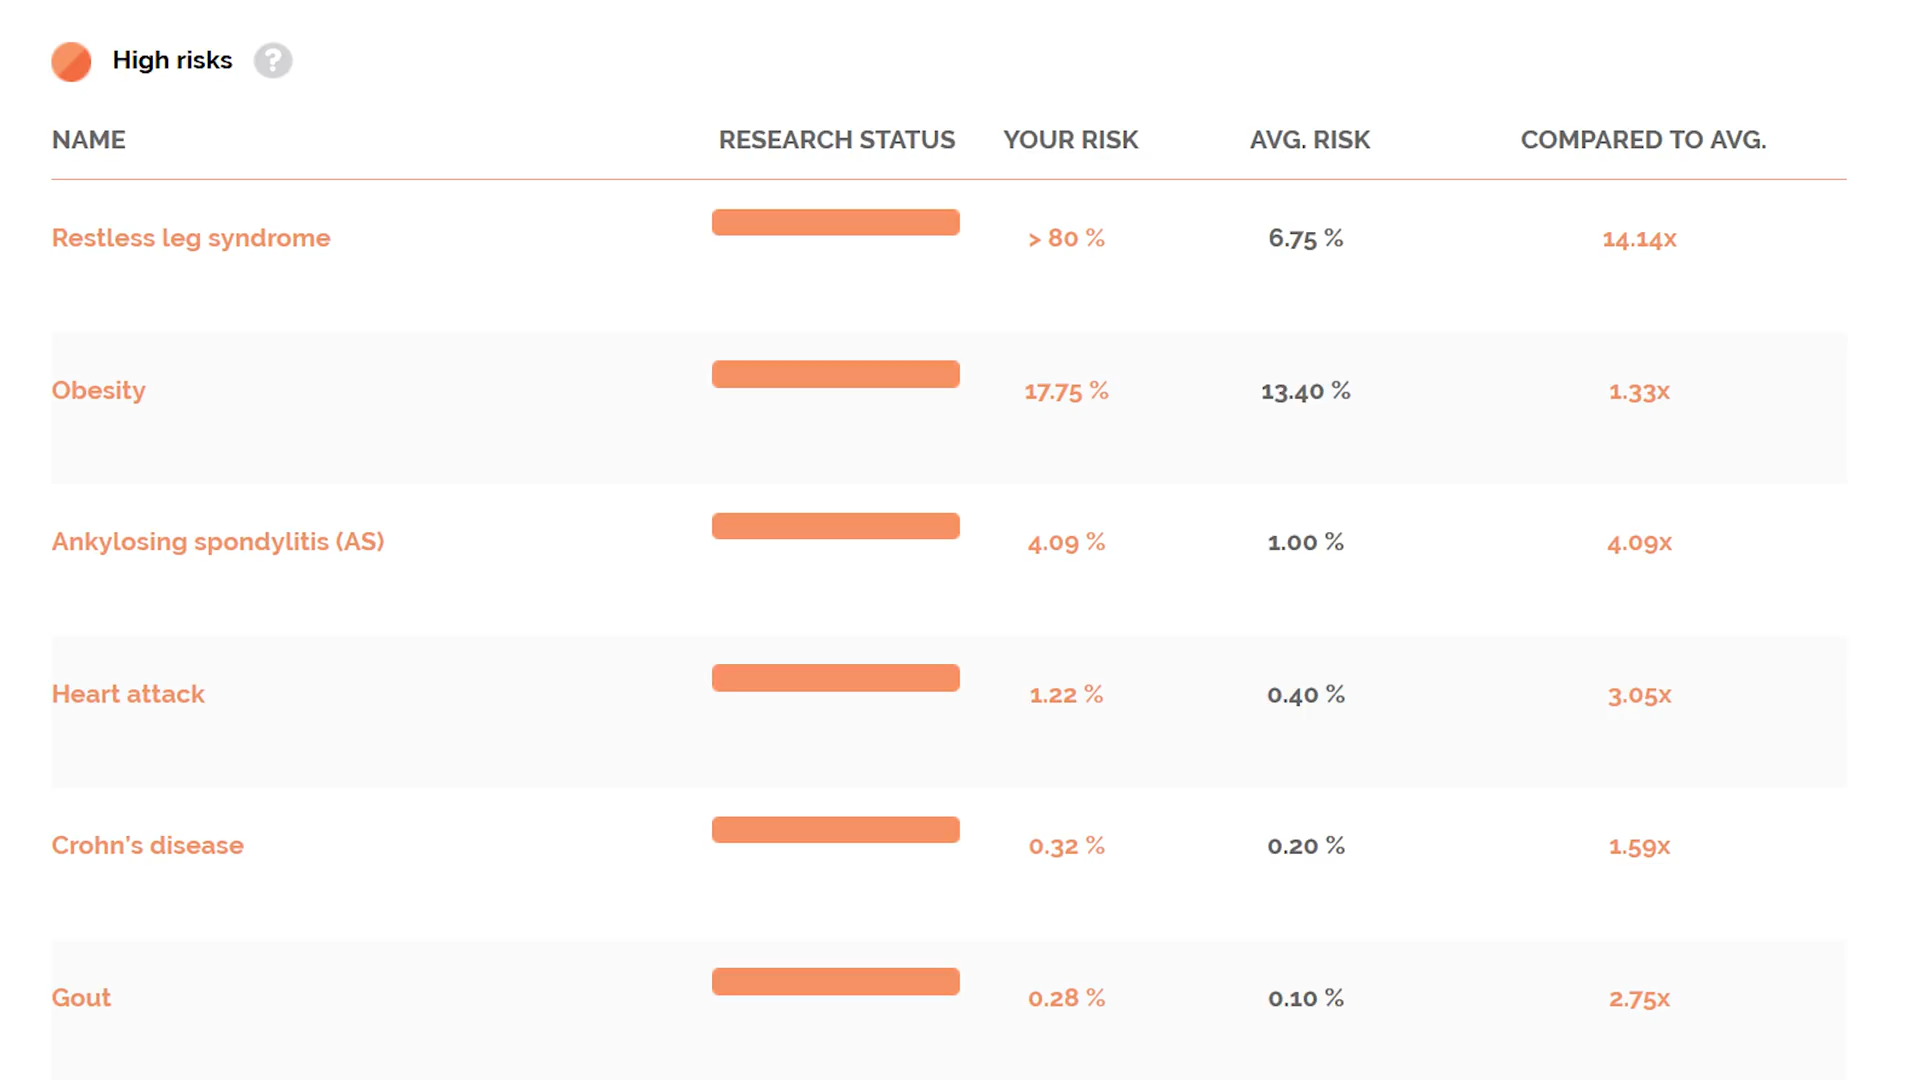 High risks ?
NAME RESEARCH STATUS YOUR RISK AVG. RISK COMPARED TO AVG.
Restless leg syndrome > 80 % 6.75 % 14.14x
Obesity 17.75 % 13.40 % 1.33x
Ankylosing spondylitis (AS) 4.09 % 1.00 % 4.09x
Heart attack 1.22 % 0.40 % 3.05x
Crohn’s disease 0.32 % 0.20 % 1.59x
Gout 0.28 % 0.10 % 2.75x